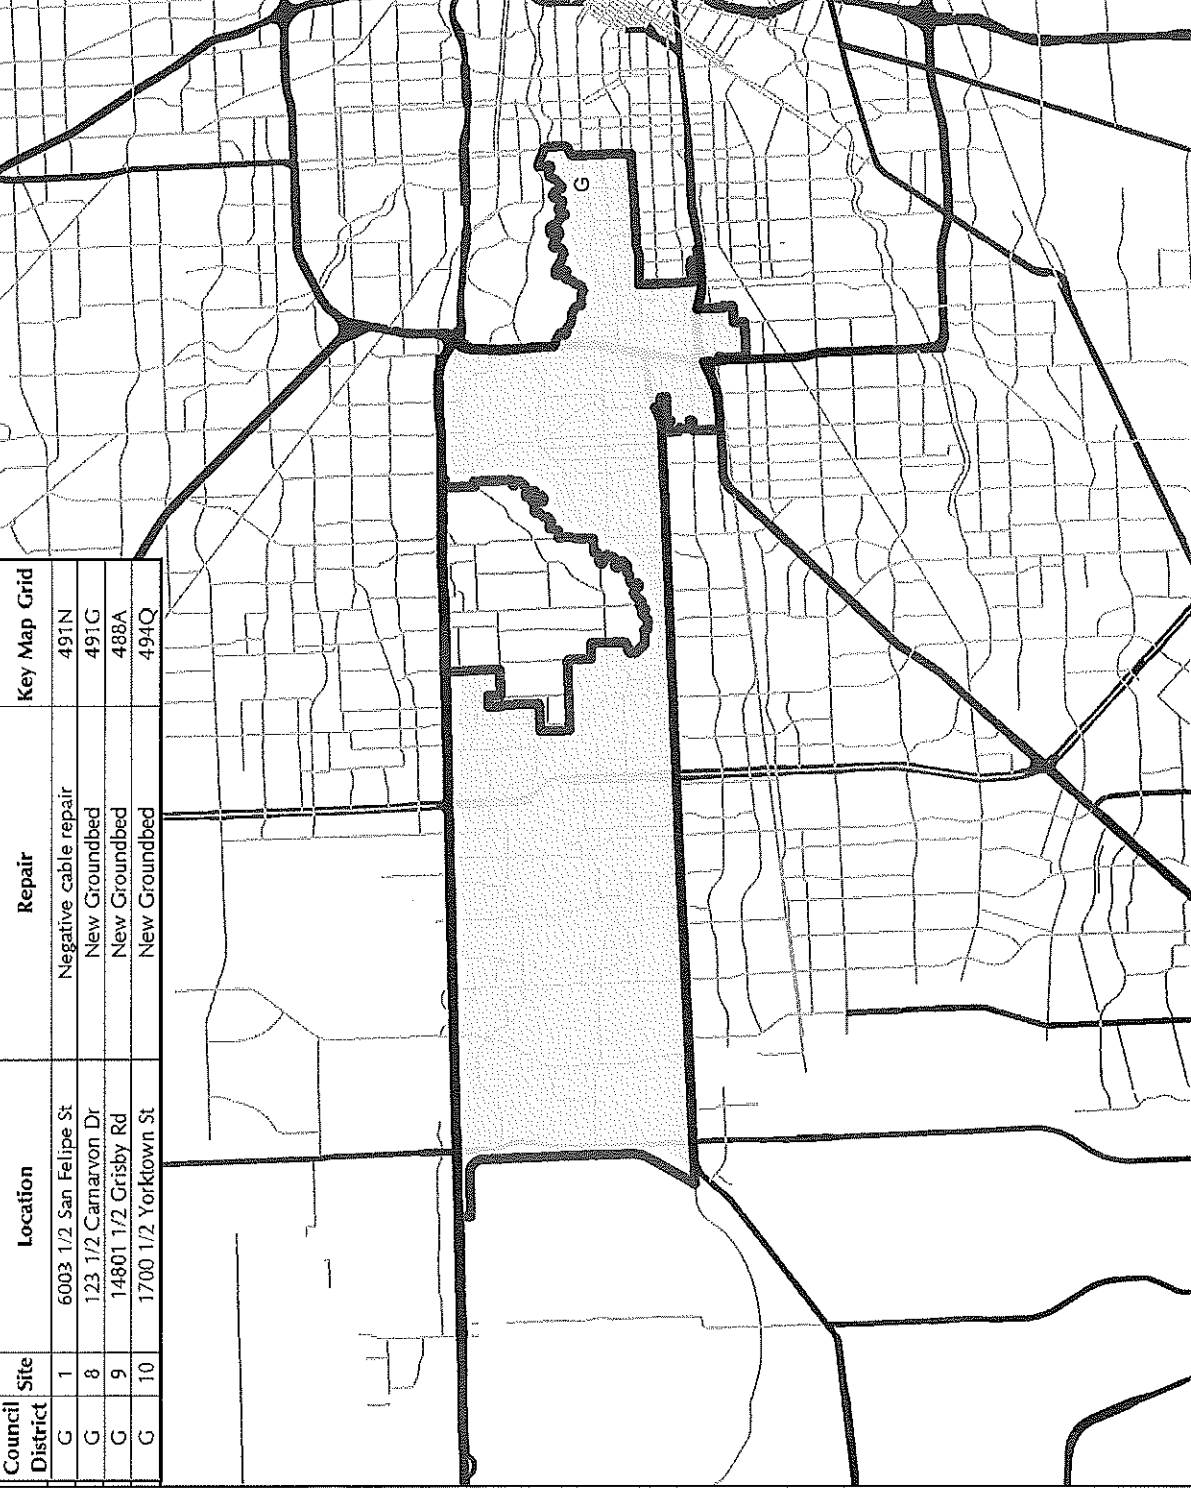 Council District Site Location Repair Key Map Grid
G 1 6003 1/2 San Felipe St Negative cable repair 491N
G 8 123 1/2 Carnarvon Dr New Groundbed 491G
G 9 14801 1/2 Grisby Rd New Groundbed 488A
G 10 1700 1/2 Yorktown St New Groundbed 494Q
G